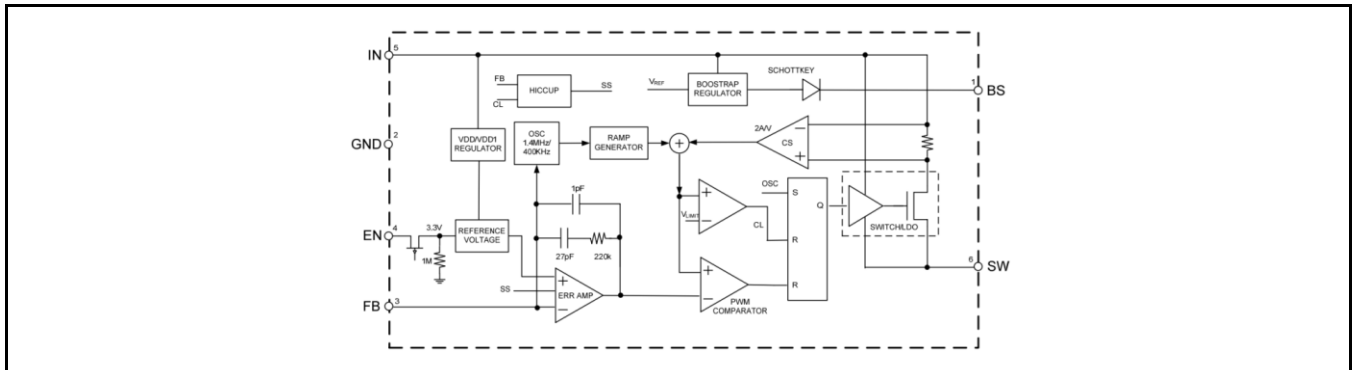 IN
5
SCHOTTKEY
FB
CL
HICCUP
SS
VREF
BOOSTRAP
REGULATOR
1
BS
GND
2
VDD/VDD1
REGULATOR
OSC
1.4MHz/
400KHz
RAMP
GENERATOR
+
2A/V
CS
−
+
1pF
27pF
220k
OSC
S
Q
R
R
+
VLIMIT
−
CL
SWITCH/LDO
EN
4
3.3V
1M
REFERENCE
VOLTAGE
SS
+
ERR AMP
−
+
−
PWM
COMPARATOR
6
SW
FB
3